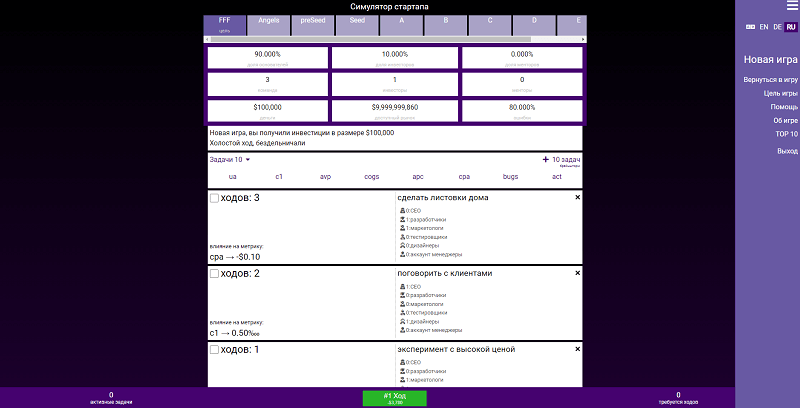 Симулятор стартапа
FFF
цель
Angels
preSeed
Seed
A
B
C
D
E
EN DE RU
Новая игра
Вернуться в игру
Цель игры
Помощь
Об игре
TOP 10
Выход
90.000%
доля основателей
10.000%
доля инвесторов
0.000%
доля менторов
3
команда
1
инвесторы
0
менторы
$100,000
деньги
$9,999,999,860
доступный рынок
80.000%
ошибки
Новая игра, вы получили инвестиции в размере $100,000
Холостой ход, бездельничали
Задачи 10
+ 10 задач
ua c1 avp cogs apc cpa bugs act
ходов: 3
сделать листовки дома
0:CEO
1:разработчики
1:маркетологи
0:тестировщики
0:дизайнеры
0:аккаунт менеджеры
влияние на метрику:
cpa → -$0.10
ходов: 2
поговорить с клиентами
1:CEO
0:разработчики
0:маркетологи
0:тестировщики
1:дизайнеры
0:аккаунт менеджеры
влияние на метрику:
c1 → 0.50%
ходов: 1
эксперимент с высокой ценой
0:CEO
0:разработчики
1:маркетологи
0
активные задачи
#1 Ход
0
требуется ходов